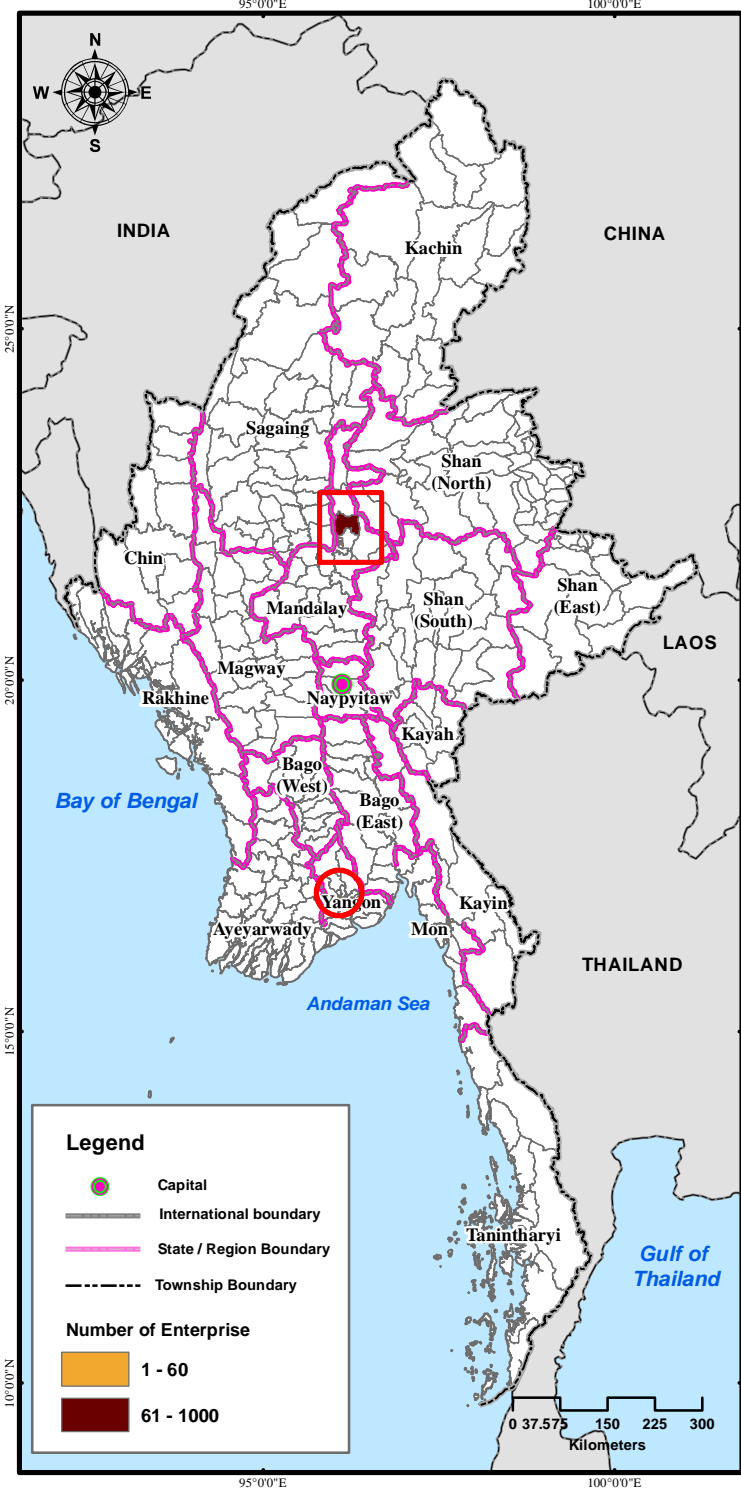 95°0'0"E
100°0'0"E
N
W
E
S
INDIA
CHINA
Kachin
25°0'0"N
Sagaing
Shan
(North)
Chin
Shan
(East)
Mandalay
Shan
(South)
LAOS
20°0'0"N
Magway
Rakhine
Naypyitaw
Kayah
Bago
(West)
Bay of Bengal
Bago
(East)
Yangon
Kayin
Ayeyarwady
Mon
THAILAND
Andaman Sea
15°0'0"N
Legend
Capital
International boundary
State / Region Boundary
Township Boundary
Number of Enterprise
1 - 60
61 - 1000
Tanintharyi
Gulf of
Thailand
10°0'0"N
0 37.575 150 225 300
Kilometers
95°0'0"E
100°0'0"E